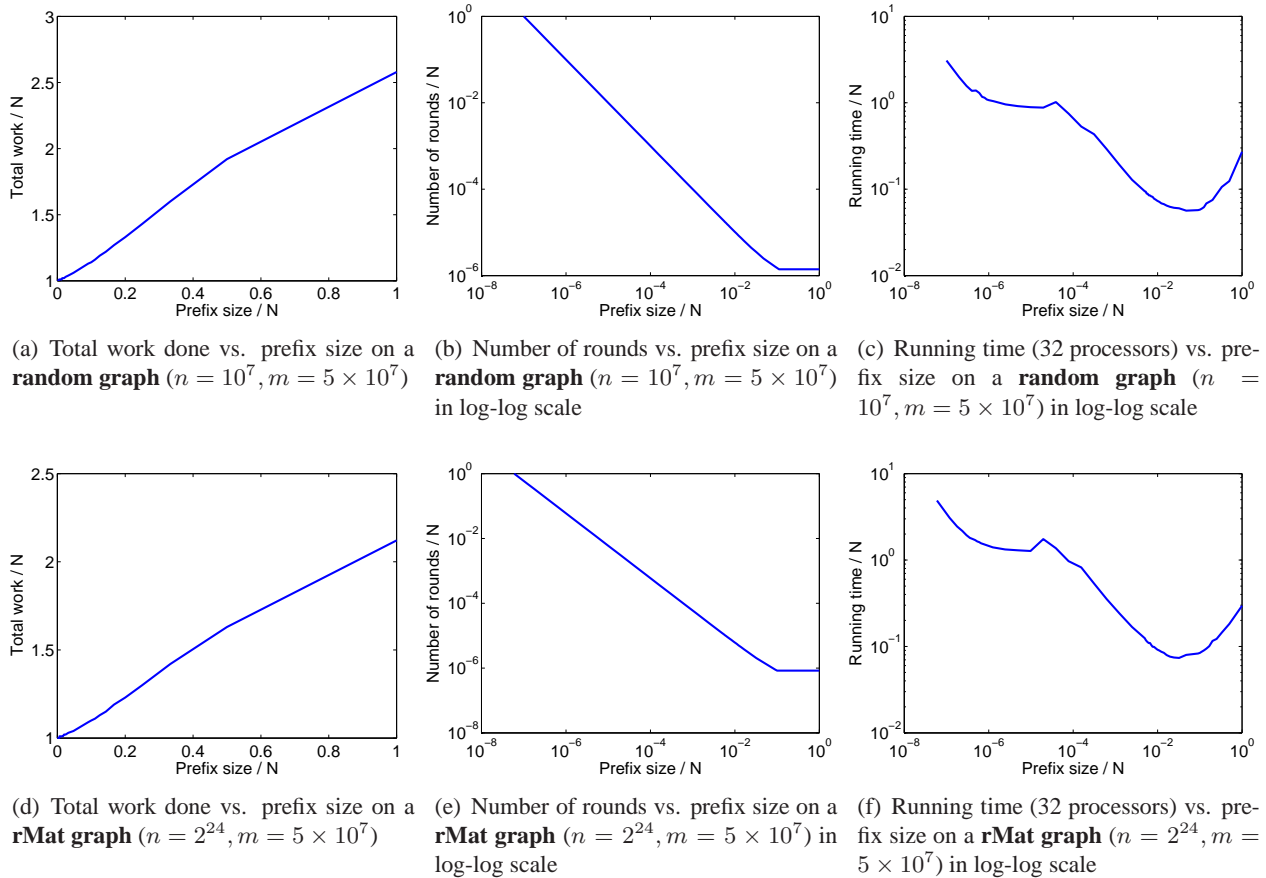 3
2.5
2
1.5
1
0 0.2 0.4 0.6 0.8 1
Total work / N
Prefix size / N
10^0
10^−2
10^−4
10^−6
10^−8 10^−6 10^−4 10^−2 10^0
Number of rounds / N
Prefix size / N
10^1
10^0
10^−1
10^−2
10^−8 10^−6 10^−4 10^−2 10^0
Running time / N
Prefix size / N
(a) Total work done vs. prefix size on a
random graph (n = 10^7, m = 5 × 10^7)
(b) Number of rounds vs. prefix size on a
random graph (n = 10^7, m = 5 × 10^7)
in log-log scale
(c) Running time (32 processors) vs. pre-
fix size on a random graph (n =
10^7, m = 5 × 10^7) in log-log scale
2.5
2
1.5
1
0 0.2 0.4 0.6 0.8 1
Total work / N
Prefix size / N
10^0
10^−2
10^−4
10^−6
10^−8
10^−8 10^−6 10^−4 10^−2 10^0
Number of rounds / N
Prefix size / N
10^1
10^0
10^−1
10^−2
10^−8 10^−6 10^−4 10^−2 10^0
Running time / N
Prefix size / N
(d) Total work done vs. prefix size on a
rMat graph (n = 2^24, m = 5 × 10^7)
(e) Number of rounds vs. prefix size on a
rMat graph (n = 2^24, m = 5 × 10^7) in
log-log scale
(f) Running time (32 processors) vs. pre-
fix size on a rMat graph (n = 2^24, m =
5 × 10^7) in log-log scale